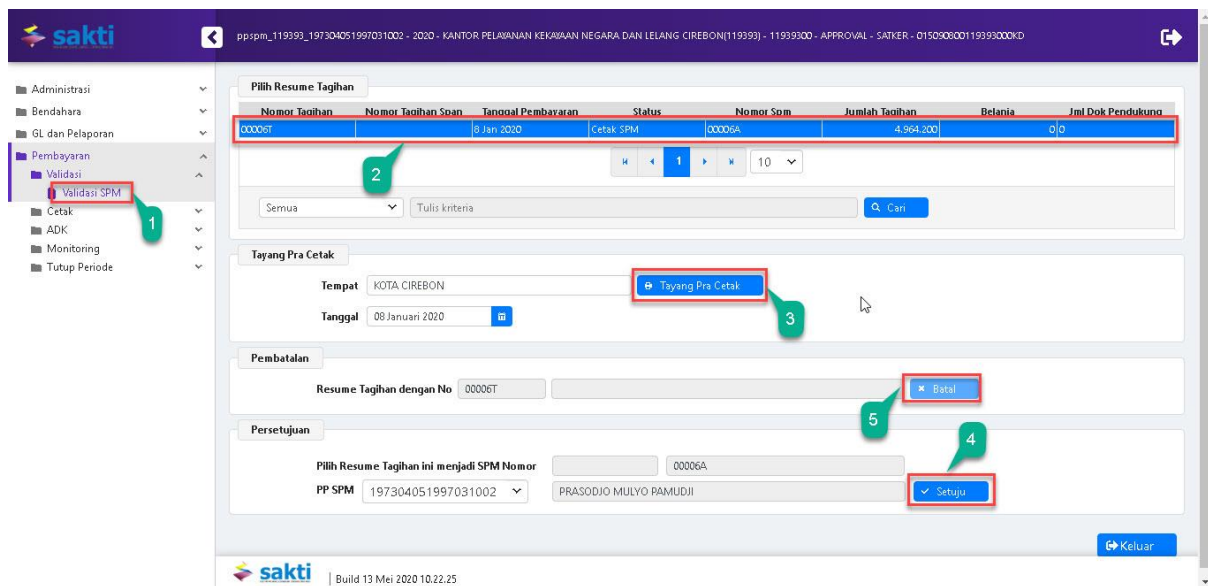 sakti
ppspm_119393_197304051997031002 - 2020 - KANTOR PELAYANAN KEKAYAAN NEGARA DAN LELANG CIREBON(119393) - 11939300 - APPROVAL - SATKER - 015090800119393000KD
Administrasi
Bendahara
GL dan Pelaporan
Pembayaran
Validasi
Validasi SPM
1
Cetak
ADK
Monitoring
Tutup Periode
Pilih Resume Tagihan
Nomor Tagihan Nomor Tagihan Span Tanggal Pembayaran Status Nomor Spm Jumlah Tagihan Belanja Jml Dok Pendukung
00006T 8 Jan 2020 Cetak SPM 00006A 4.964.200 0 0
2
1 10
Semua Tulis kriteria Cari
Tayang Pra Cetak
Tempat KOTA CIREBON Tayang Pra Cetak
3
Tanggal 08 Januari 2020
Pembatalan
Resume Tagihan dengan No 00006T Batal
5
Persetujuan
4
Pilih Resume Tagihan ini menjadi SPM Nomor 00006A
PP SPM 197304051997031002 PRASODJO MULYO PAMUDJI Setuju
Keluar
sakti | Build 13 Mei 2020 10.22.25